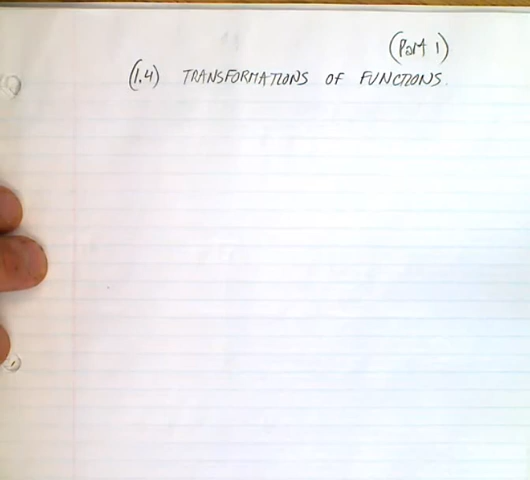 (Part 1)
(1.4) TRANSFORMATIONS OF FUNCTIONS.